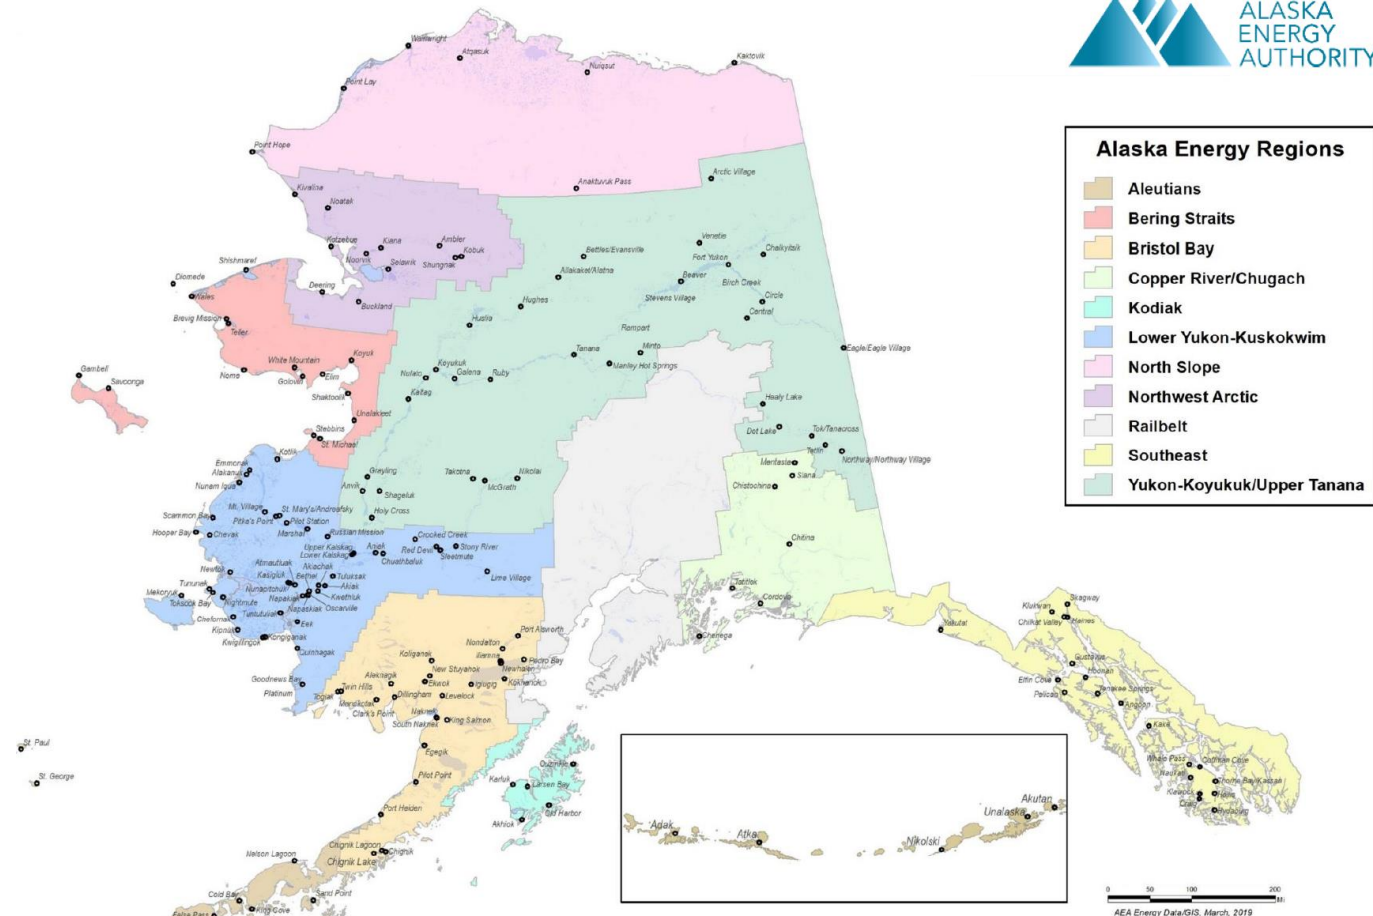 ALASKA
ENERGY
AUTHORITY
Alaska Energy Regions
Aleutians
Bering Straits
Bristol Bay
Copper River/Chugach
Kodiak
Lower Yukon-Kuskokwim
North Slope
Northwest Arctic
Railbelt
Southeast
Yukon-Koyukuk/Upper Tanana
Wainwright
Atqasuk
Nuiqsut
Kaktovik
Point Lay
Point Hope
Anaktuvuk Pass
Arctic Village
Kivalina
Noatak
Kotzebue
Kiana
Noorvik
Selawik
Ambler
Kobuk
Shungnak
Deering
Buckland
Shishmaref
Diomede
Wales
Brevig Mission
Teller
Nome
White Mountain
Golovin
Elim
Koyuk
Shaktoolik
Unalakleet
Stebbins
St. Michael
Gambell
Savoonga
Bettles/Evansville
Allakaket/Alatna
Hughes
Huslia
Venetie
Fort Yukon
Chalkyitsik
Beaver
Birch Creek
Stevens Village
Circle
Central
Rampart
Tanana
Minto
Manley Hot Springs
Eagle/Eagle Village
Koyukuk
Nulato
Galena
Ruby
Kaltag
Healy Lake
Dot Lake
Tok/Tanacross
Tetlin
Northway/Northway Village
Mentasta
Slana
Chistochina
Chitina
Tatitlek
Cordova
Chenega
Grayling
Anvik
Shageluk
Holy Cross
Takotna
McGrath
Nikolai
Kotlik
Emmonak
Alakanuk
Nunam Iqua
Scammon Bay
Hooper Bay
Chevak
Mt. Village
St. Mary's/Andreafsky
Pitka's Point
Pilot Station
Marshall
Russian Mission
Upper Kalskag
Lower Kalskag
Aniak
Chuathbaluk
Crooked Creek
Red Devil
Sleetmute
Stony River
Lime Village
Newtok
Tununak
Mekoryuk
Toksook Bay
Nightmute
Chefornak
Kipnuk
Kwigillingok
Kongiganak
Tuntutuliak
Eek
Quinhagak
Goodnews Bay
Platinum
Atmautluak
Kasigluk
Nunapitchuk
Akiachak
Bethel
Tuluksak
Akiak
Kwethluk
Napakiak
Napaskiak
Oscarville
Port Alsworth
Nondalton
Iliamna
Newhalen
Pedro Bay
Kokhanok
Koliganek
New Stuyahok
Ekwok
Igiugig
Levelock
Aleknagik
Dillingham
Twin Hills
Togiak
Manokotak
Clark's Point
Naknek
South Naknek
King Salmon
Egegik
Pilot Point
Port Heiden
Chignik Lagoon
Chignik
Chignik Lake
Karluk
Larsen Bay
Ouzinkie
Old Harbor
Akhiok
St. Paul
St. George
Nelson Lagoon
Cold Bay
Sand Point
King Cove
False Pass
Adak
Atka
Nikolski
Unalaska
Akutan
Yakutat
Klukwan
Skagway
Chilkat Valley
Haines
Gustavus
Elfin Cove
Hoonah
Pelican
Tenakee Springs
Angoon
Kake
Whale Pass
Coffman Cove
Naukati
Thorne Bay/Kasaan
Klawock
Hollis
Craig
Hydaburg
0 50 100 200
Mi.
AEA Energy Data/GIS, March, 2019